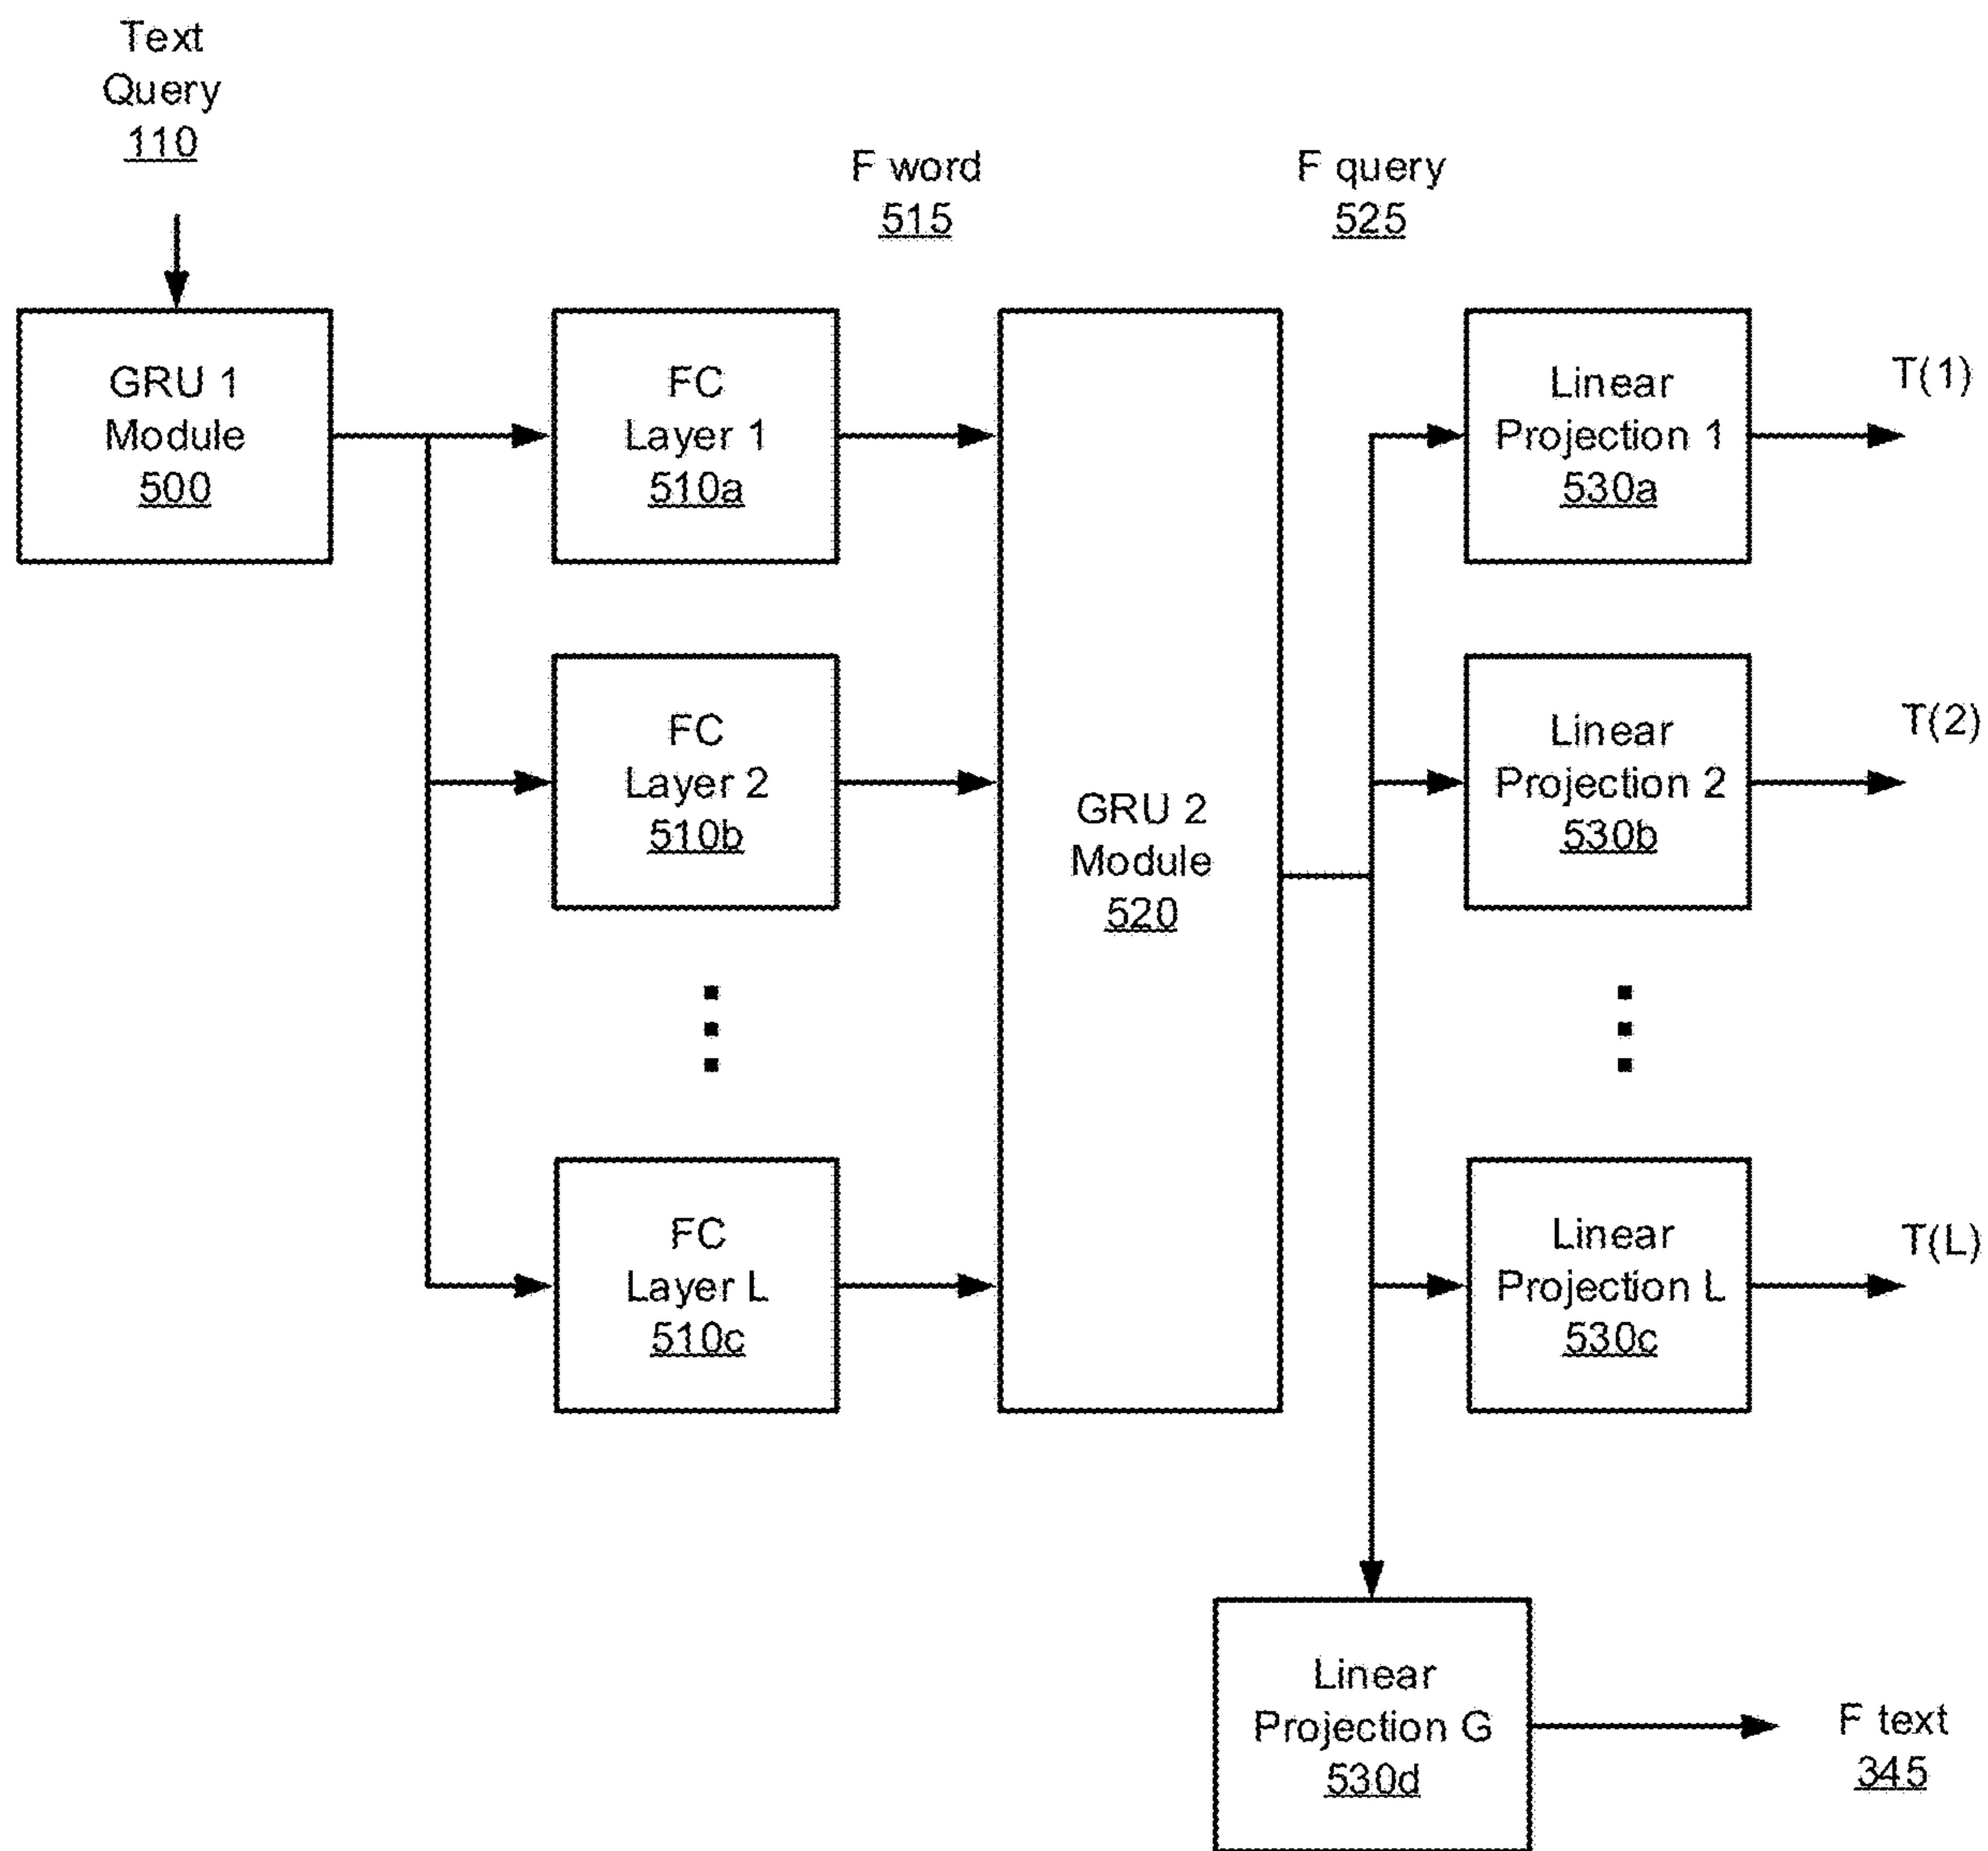 Text
Query
110
F word
515
F query
525
GRU 1
Module
500
FC
Layer 1
510a
Linear
Projection 1
530a
T(1)
FC
Layer 2
510b
GRU 2
Module
520
Linear
Projection 2
530b
T(2)
FC
Layer L
510c
Linear
Projection L
530c
T(L)
Linear
Projection G
530d
F text
345